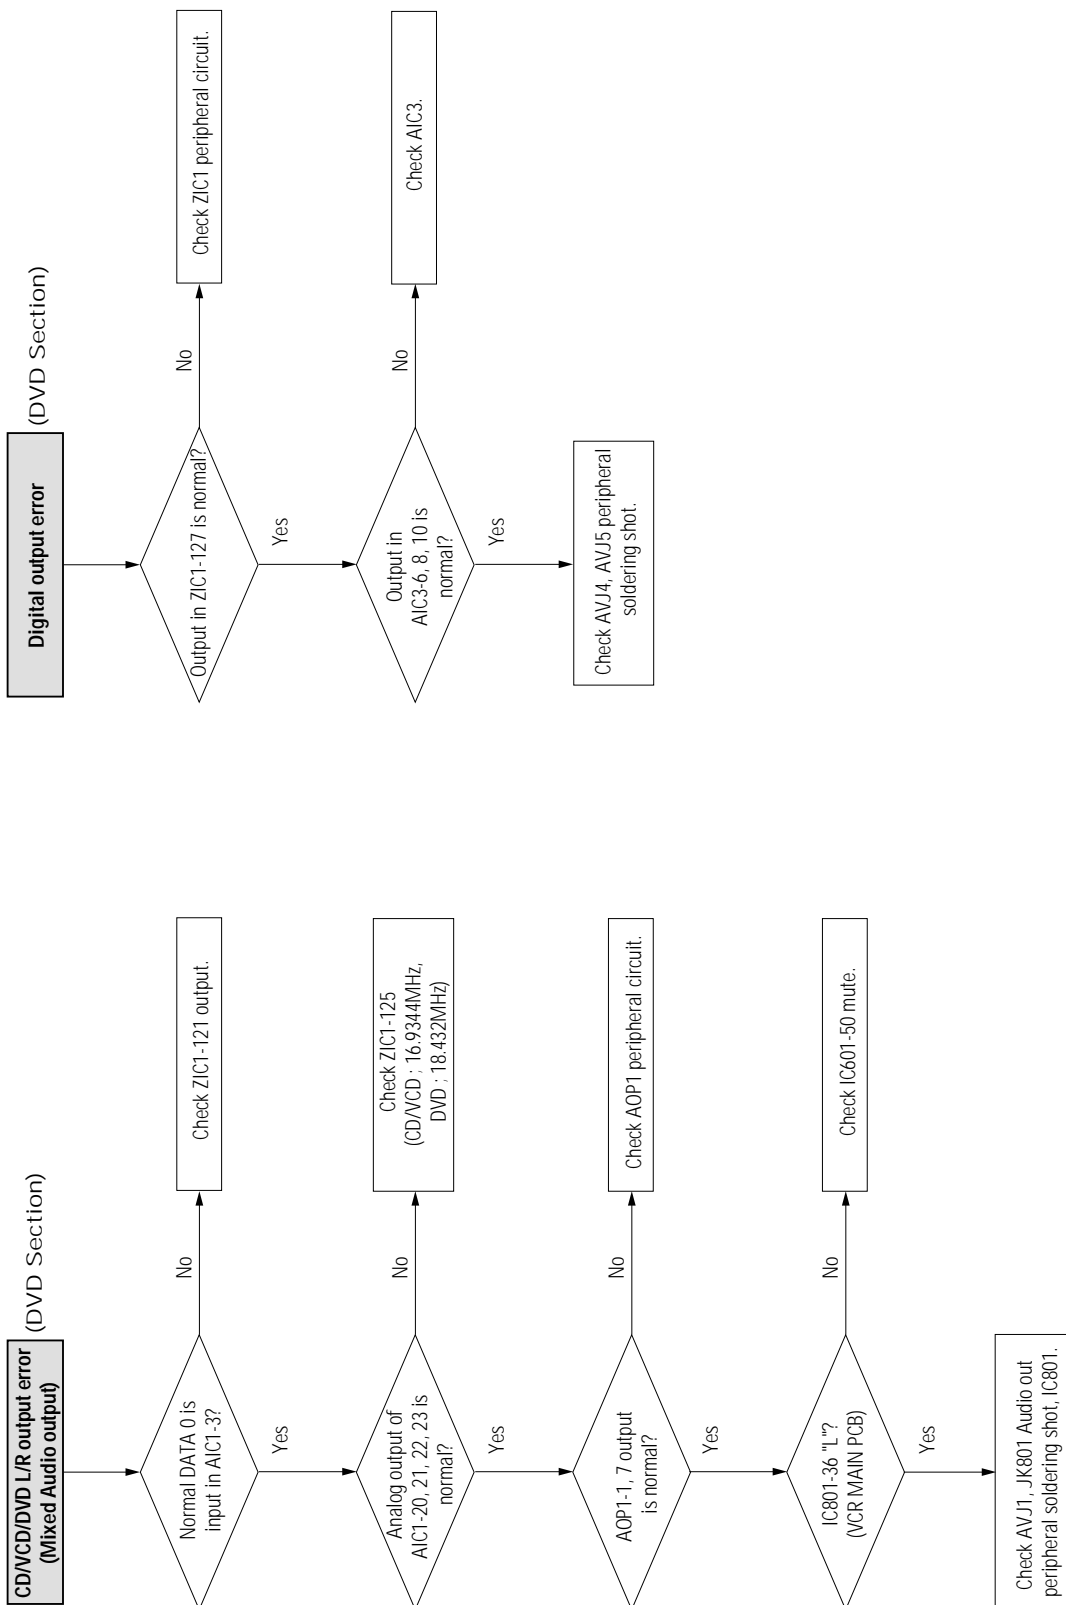 CD/VCD/DVD L/R output error
(Mixed Audio output)
(DVD Section)
Normal DATA 0 is
input in AIC1-3?
No
Check ZIC1-121 output.
Yes
Analog output of
AIC1-20, 21, 22, 23 is
normal?
No
Check ZIC1-125
(CD/VCD ; 16.9344MHz,
DVD ; 18.432MHz)
Yes
AOP1-1, 7 output
is normal?
No
Check AOP1 peripheral circuit.
Yes
IC801-36 "L"?
(VCR MAIN PCB)
No
Check IC601-50 mute.
Yes
Check AVJ1, JK801 Audio out
peripheral soldering shot, IC801.
Digital output error
(DVD Section)
Output in ZIC1-127 is normal?
No
Check ZIC1 peripheral circuit.
Yes
Output in
AIC3-6, 8, 10 is
normal?
No
Check AIC3.
Yes
Check AVJ4, AVJ5 peripheral
soldering shot.